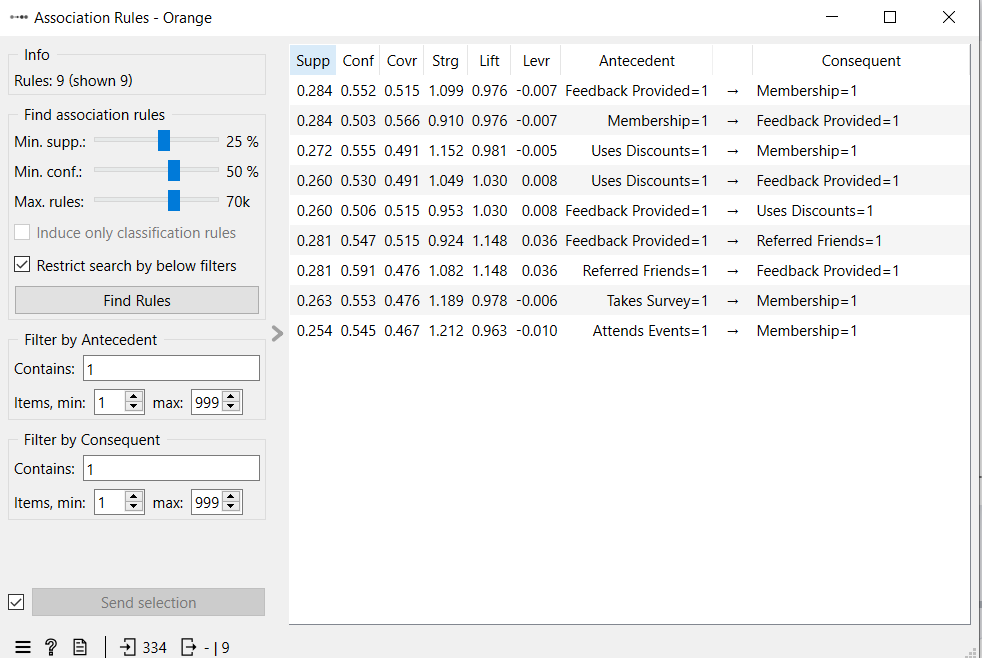 Association Rules - Orange
Info
Rules: 9 (shown 9)
Find association rules
Min. supp.: 25 %
Min. conf.: 50 %
Max. rules: 70k
Induce only classification rules
Restrict search by below filters
Find Rules
Filter by Antecedent
Contains: 1
Items, min: 1 max: 999
Filter by Consequent
Contains: 1
Items, min: 1 max: 999
Send selection
334 - | 9
Supp Conf Covr Strg Lift Levr Antecedent Consequent
0.284 0.552 0.515 1.099 0.976 -0.007 Feedback Provided=1 → Membership=1
0.284 0.503 0.566 0.910 0.976 -0.007 Membership=1 → Feedback Provided=1
0.272 0.555 0.491 1.152 0.981 -0.005 Uses Discounts=1 → Membership=1
0.260 0.530 0.491 1.049 1.030 0.008 Uses Discounts=1 → Feedback Provided=1
0.260 0.506 0.515 0.953 1.030 0.008 Feedback Provided=1 → Uses Discounts=1
0.281 0.547 0.515 0.924 1.148 0.036 Feedback Provided=1 → Referred Friends=1
0.281 0.591 0.476 1.082 1.148 0.036 Referred Friends=1 → Feedback Provided=1
0.263 0.553 0.476 1.189 0.978 -0.006 Takes Survey=1 → Membership=1
0.254 0.545 0.467 1.212 0.963 -0.010 Attends Events=1 → Membership=1